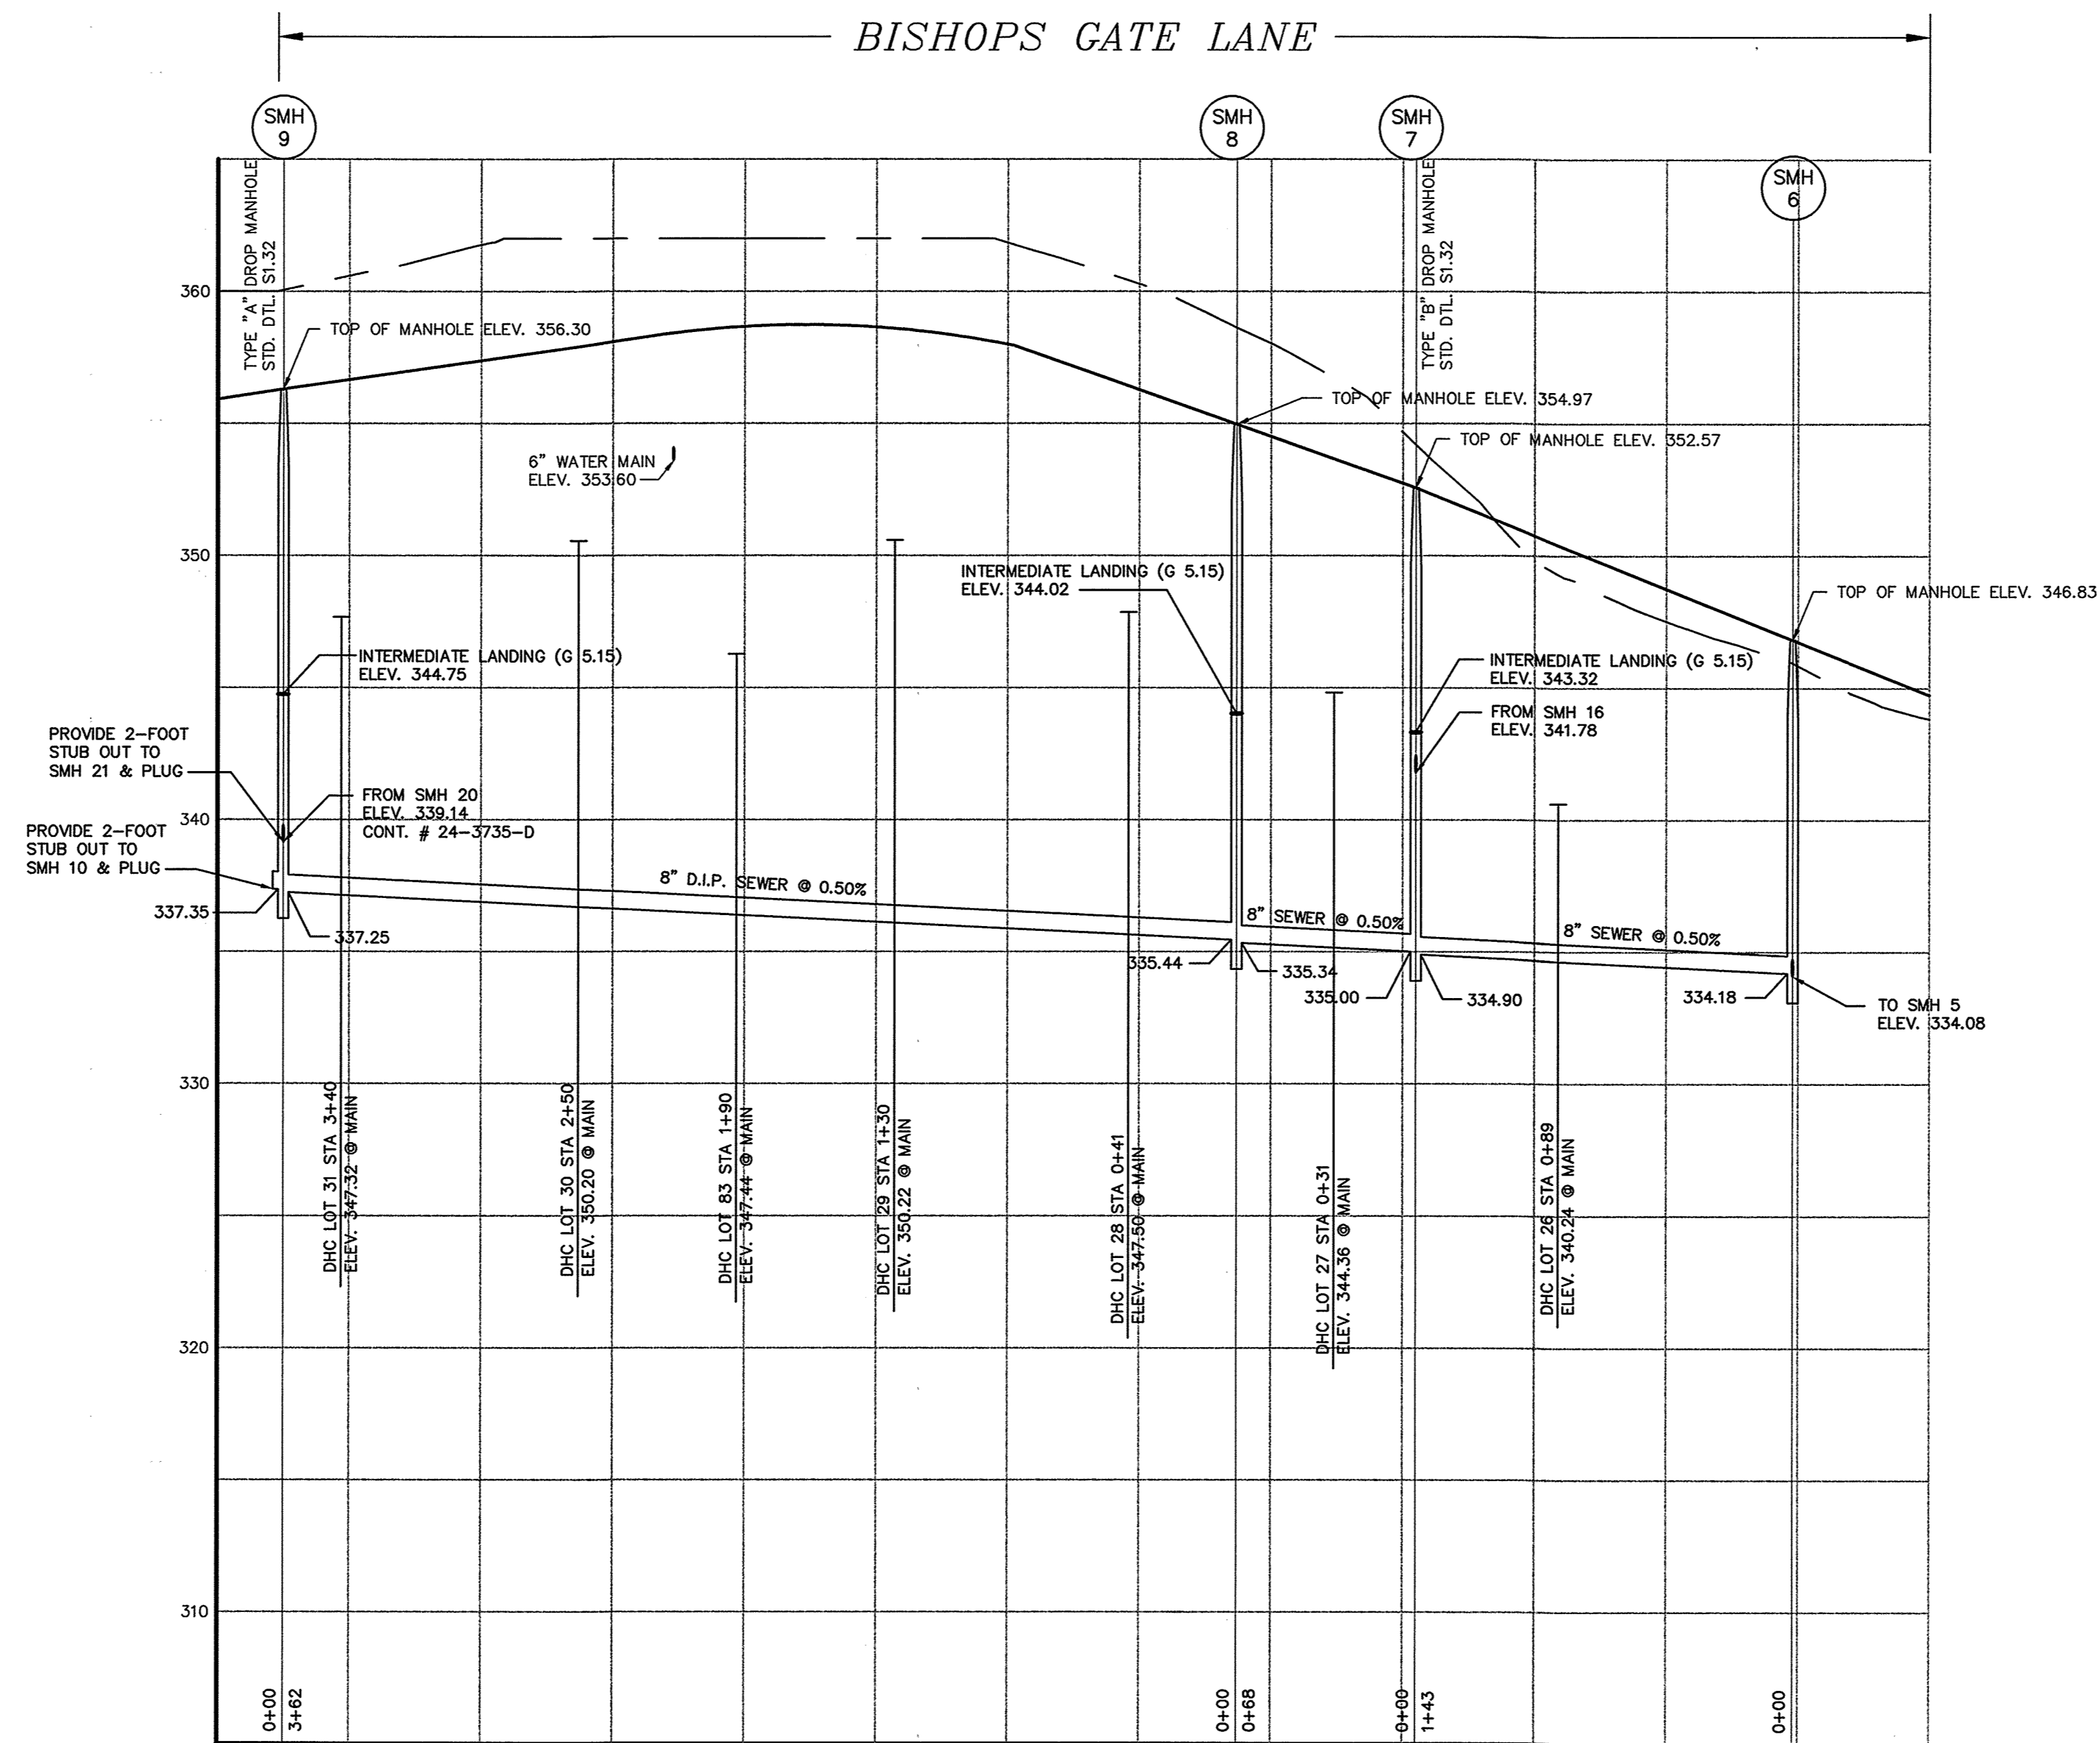 BISHOPS GATE LANE
SMH
9
SMH
8
SMH
7
SMH
6
TYPE "A" DROP MANHOLE
STD. DTL. S1.32
TYPE "B" DROP MANHOLE
STD. DTL. S1.32
360
TOP OF MANHOLE ELEV. 356.30
TOP OF MANHOLE ELEV. 354.97
TOP OF MANHOLE ELEV. 352.57
6" WATER MAIN
ELEV. 353.60
350
INTERMEDIATE LANDING (G 5.15)
ELEV. 344.02
TOP OF MANHOLE ELEV. 346.83
INTERMEDIATE LANDING (G 5.15)
ELEV. 344.75
INTERMEDIATE LANDING (G 5.15)
ELEV. 343.32
FROM SMH 16
ELEV. 341.78
PROVIDE 2-FOOT
STUB OUT TO
SMH 21 & PLUG
FROM SMH 20
ELEV. 339.14
CONT. # 24-3735-D
340
PROVIDE 2-FOOT
STUB OUT TO
SMH 10 & PLUG
8" D.I.P. SEWER @ 0.50%
337.35
337.25
8" SEWER @ 0.50%
8" SEWER @ 0.50%
335.44
335.34
335.00
334.90
334.18
TO SMH 5
ELEV. 334.08
330
DHC LOT 31 STA 3+40
ELEV. 347.32 @ MAIN
DHC LOT 30 STA 2+50
ELEV. 350.20 @ MAIN
DHC LOT 83 STA 1+90
ELEV. 347.44 @ MAIN
DHC LOT 29 STA 1+30
ELEV. 350.22 @ MAIN
DHC LOT 28 STA 0+41
ELEV. 347.50 @ MAIN
DHC LOT 27 STA 0+31
ELEV. 344.36 @ MAIN
DHC LOT 26 STA 0+89
ELEV. 340.24 @ MAIN
320
310
0+00
3+62
0+00
0+68
0+00
1+43
0+00